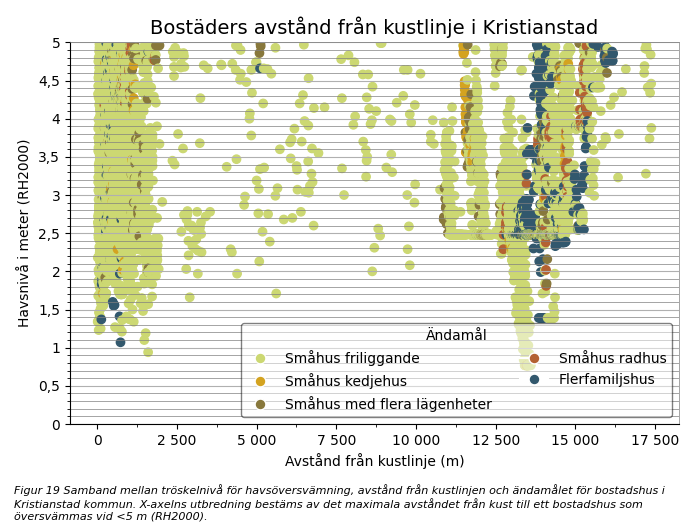 Bostäders avstånd från kustlinje i Kristianstad
Havsnivå i meter (RH2000)
5
4,5
4
3,5
3
2,5
2
1,5
1
0,5
0
Ändamål
Småhus friliggande
Småhus kedjehus
Småhus med flera lägenheter
Småhus radhus
Flerfamiljshus
0
2 500
5 000
7 500
10 000
12 500
15 000
17 500
Avstånd från kustlinje (m)
Figur 19 Samband mellan tröskelnivå för havsöversvämning, avstånd från kustlinjen och ändamålet för bostadshus i
Kristianstad kommun. X-axelns utbredning bestäms av det maximala avståndet från kust till ett bostadshus som
översvämmas vid <5 m (RH2000).